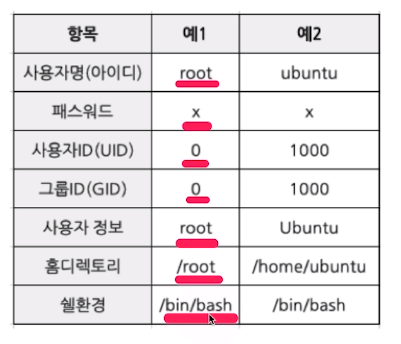 항목 예1 예2
사용자명(아이디) root ubuntu
패스워드 x x
사용자ID(UID) 0 1000
그룹ID(GID) 0 1000
사용자 정보 root Ubuntu
홈디렉토리 /root /home/ubuntu
쉘환경 /bin/bash /bin/bash